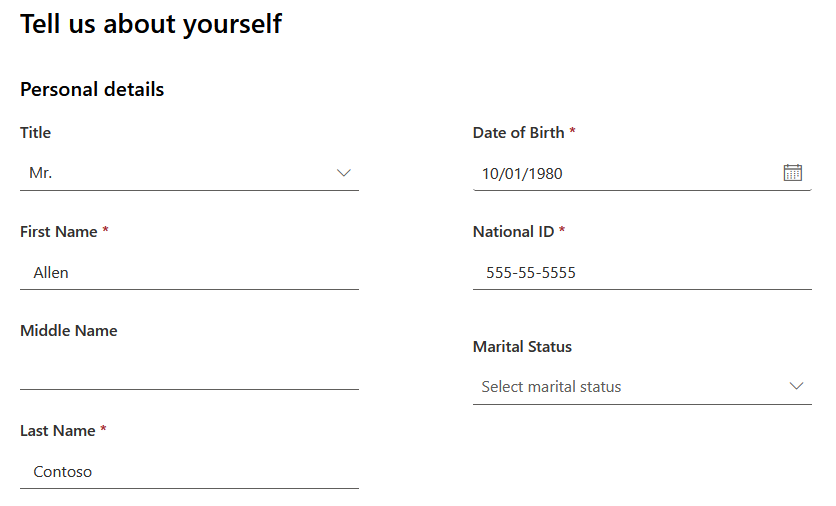 Tell us about yourself
Personal details
Title
Mr.
First Name *
Allen
Middle Name
Last Name *
Contoso
Date of Birth *
10/01/1980
National ID *
555-55-5555
Marital Status
Select marital status